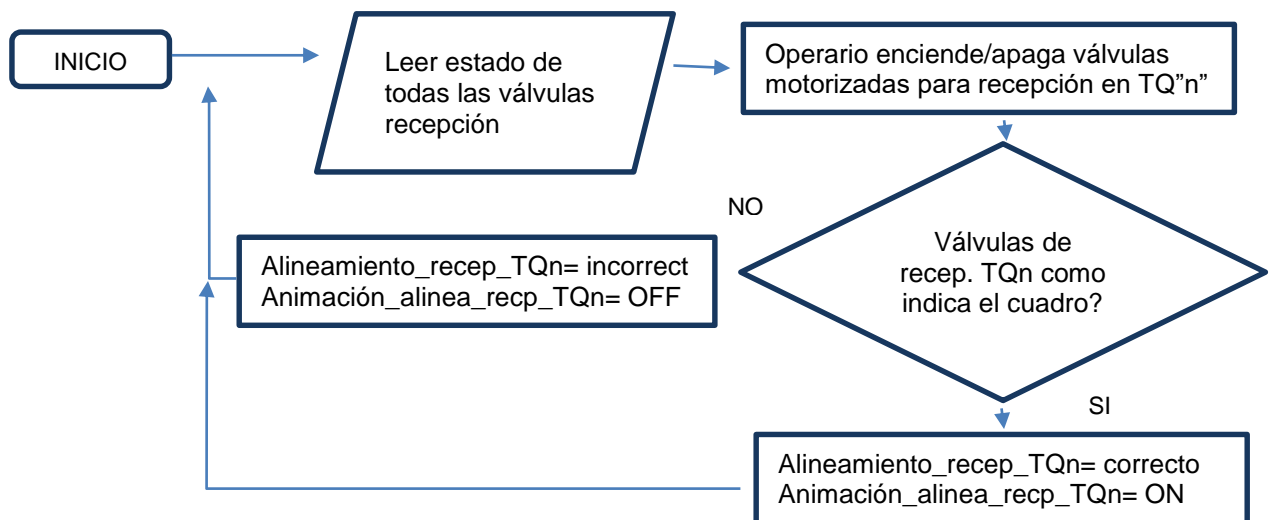 INICIO
Leer estado de
todas las válvulas
recepción
Operario enciende/apaga válvulas
motorizadas para recepción en TQ”n”
NO
Válvulas de
recep. TQn como
indica el cuadro?
Alineamiento_recep_TQn= incorrect
Animación_alinea_recp_TQn= OFF
SI
Alineamiento_recep_TQn= correcto
Animación_alinea_recp_TQn= ON